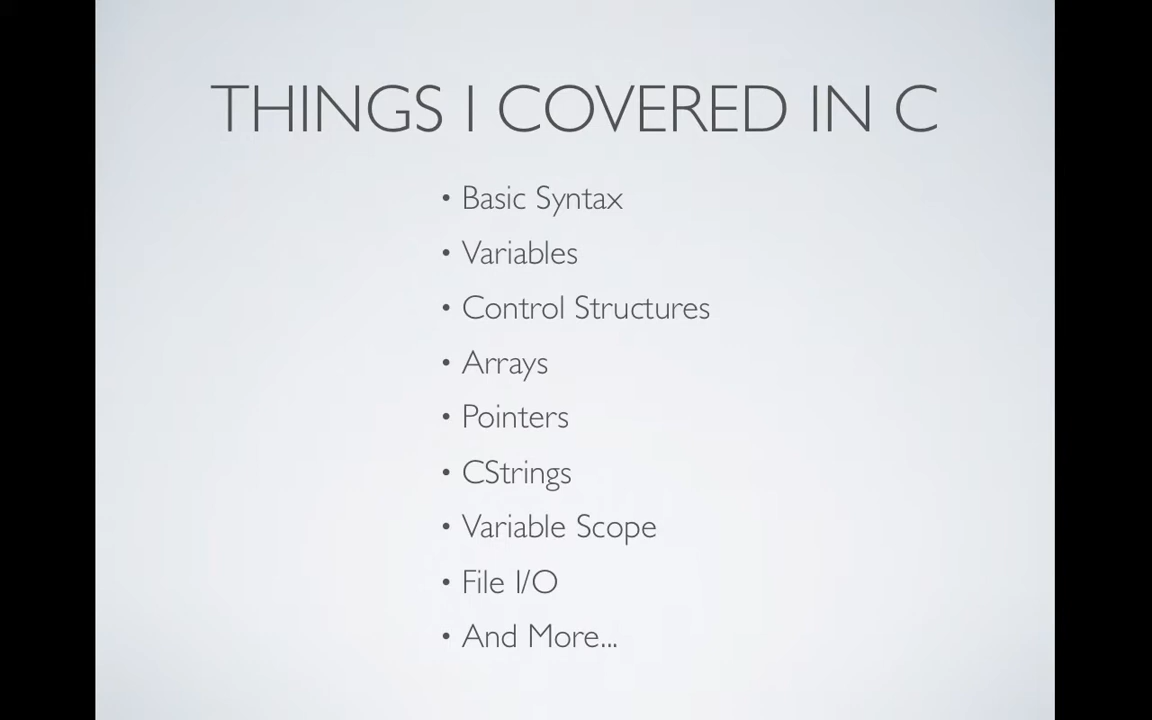 THINGS I COVERED IN C
• Basic Syntax
• Variables
• Control Structures
• Arrays
• Pointers
• CStrings
• Variable Scope
• File I/O
• And More...